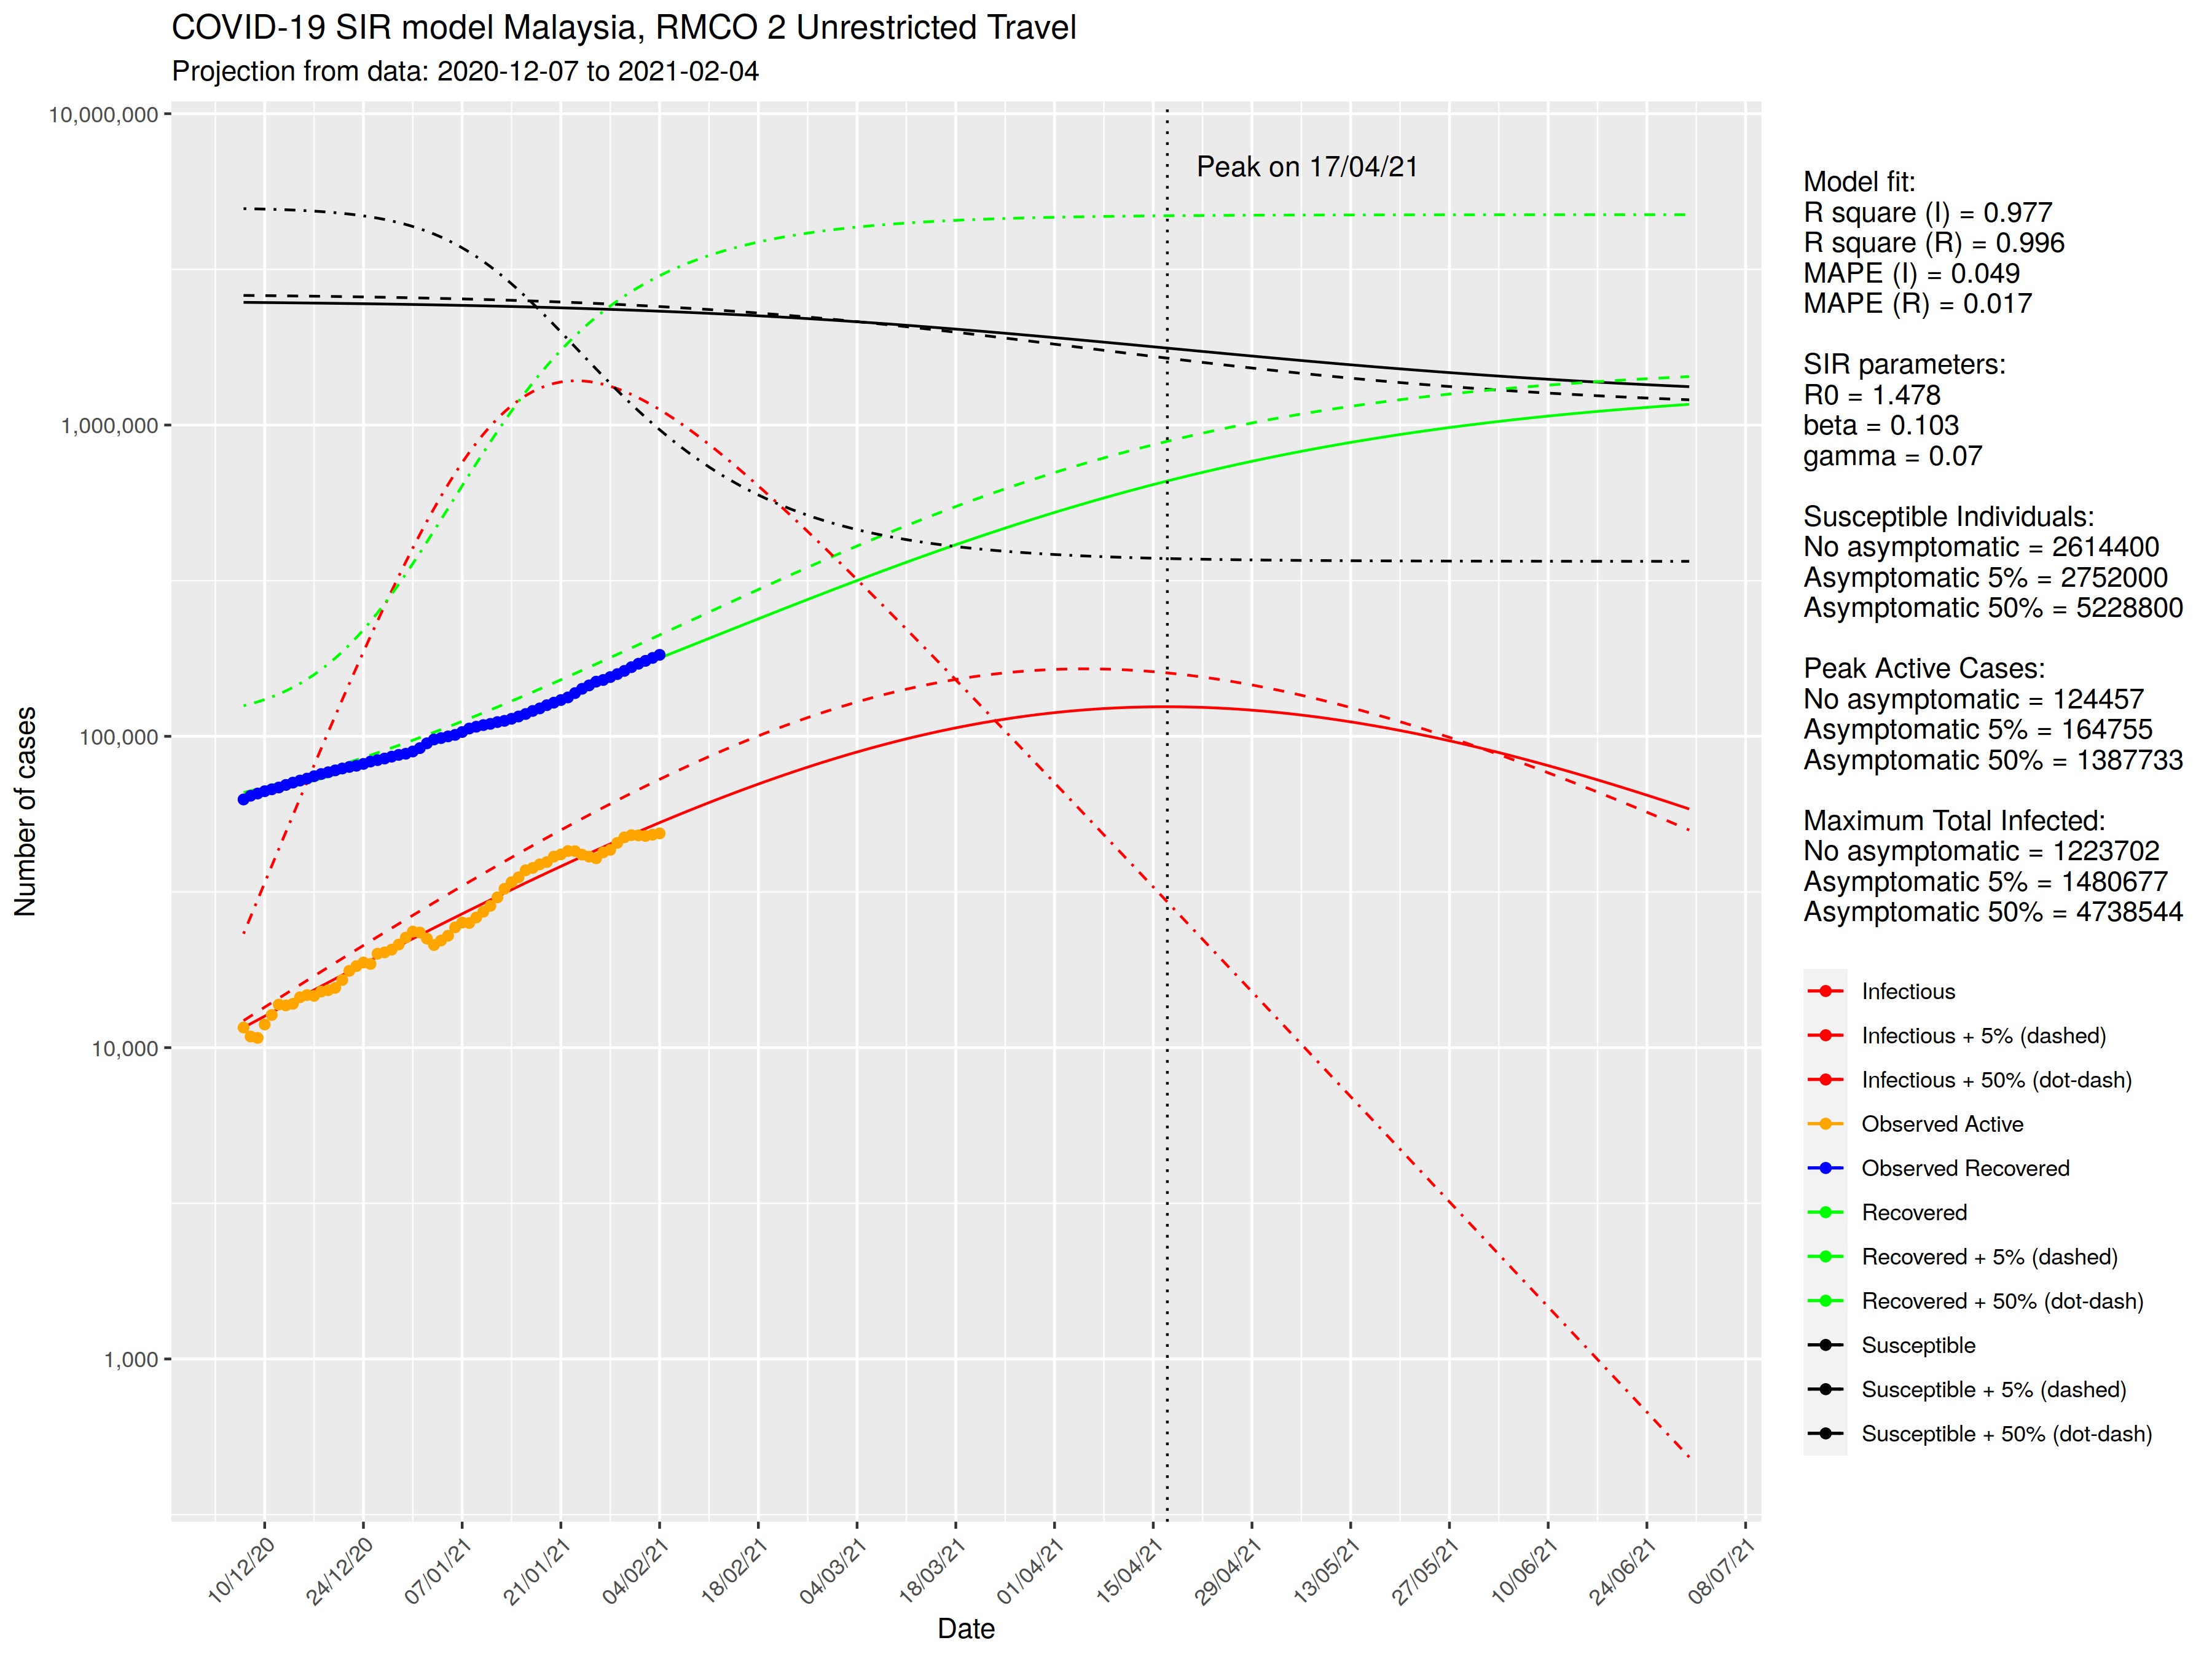 COVID-19 SIR model Malaysia, RMCO 2 Unrestricted Travel
Projection from data: 2020-12-07 to 2021-02-04
Number of cases
10,000,000
1,000,000
100,000
10,000
1,000
Peak on 17/04/21
10/12/20
24/12/20
07/01/21
21/01/21
04/02/21
18/02/21
04/03/21
18/03/21
01/04/21
15/04/21
29/04/21
13/05/21
27/05/21
10/06/21
24/06/21
08/07/21
Date
Model fit:
R square (I) = 0.977
R square (R) = 0.996
MAPE (I) = 0.049
MAPE (R) = 0.017
SIR parameters:
R0 = 1.478
beta = 0.103
gamma = 0.07
Susceptible Individuals:
No asymptomatic = 2614400
Asymptomatic 5% = 2752000
Asymptomatic 50% = 5228800
Peak Active Cases:
No asymptomatic = 124457
Asymptomatic 5% = 164755
Asymptomatic 50% = 1387733
Maximum Total Infected:
No asymptomatic = 1223702
Asymptomatic 5% = 1480677
Asymptomatic 50% = 4738544
Infectious
Infectious + 5% (dashed)
Infectious + 50% (dot-dash)
Observed Active
Observed Recovered
Recovered
Recovered + 5% (dashed)
Recovered + 50% (dot-dash)
Susceptible
Susceptible + 5% (dashed)
Susceptible + 50% (dot-dash)